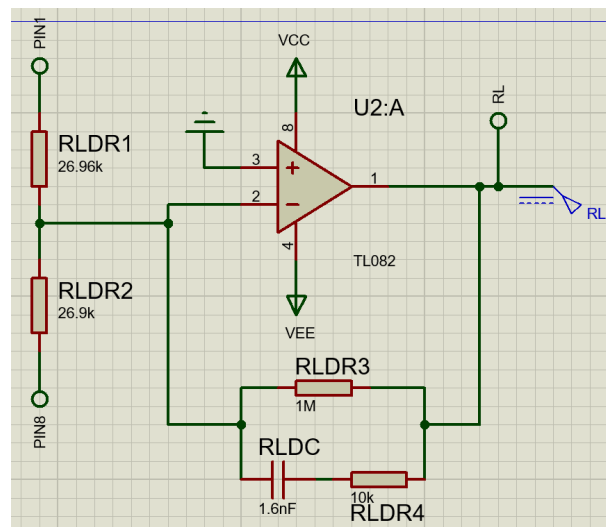 PIN1
VCC
RLDR1
26.96k
U2:A
RL
8
3
2
1
4
RL
TL082
RLDR2
26.9k
VEE
PIN8
RLDR3
1M
RLDC
1.6nF
10k
RLDR4